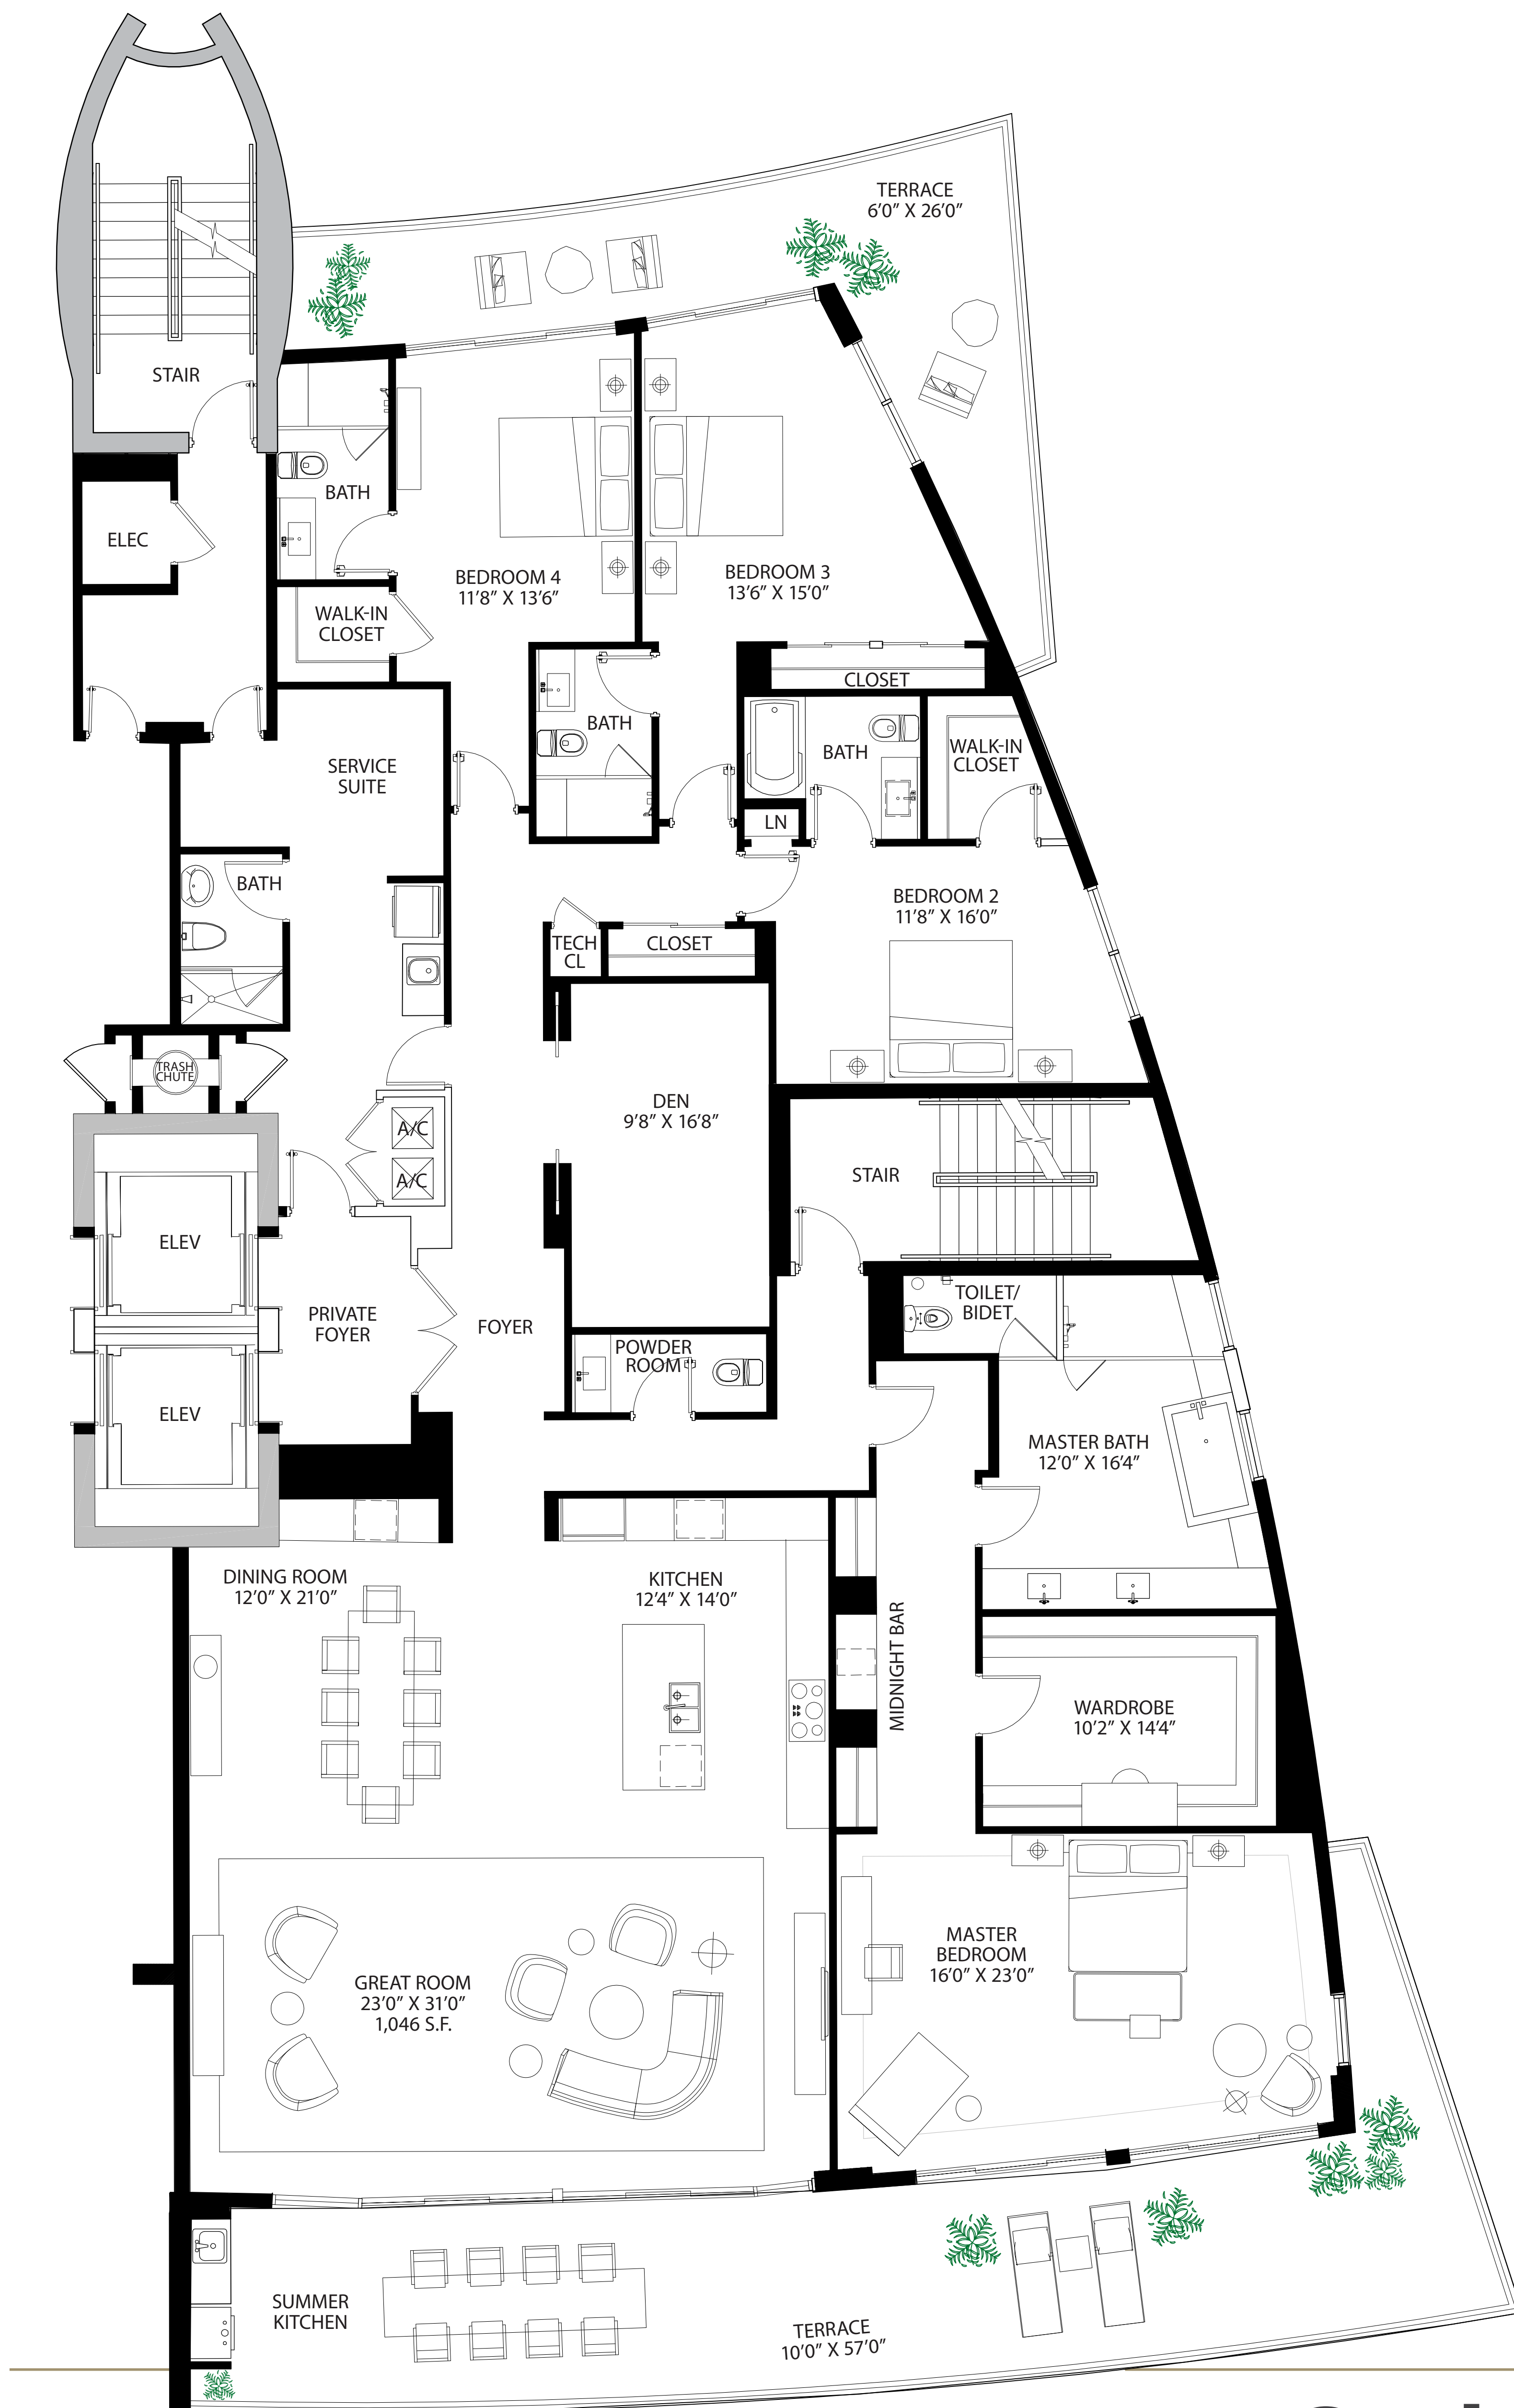 TERRACE
6'0" X 26'0"
STAIR
BATH
ELEC
BEDROOM 4
11'8" X 13'6"
BEDROOM 3
13'6" X 15'0"
WALK-IN
CLOSET
CLOSET
BATH
BATH
WALK-IN
CLOSET
SERVICE
SUITE
LN
BATH
BEDROOM 2
11'8" X 16'0"
TECH
CL
CLOSET
TRASH
CHUTE
DEN
9'8" X 16'8"
A/C
A/C
STAIR
ELEV
TOILET/
BIDET
PRIVATE
FOYER
FOYER
POWDER
ROOM
ELEV
MASTER BATH
12'0" X 16'4"
DINING ROOM
12'0" X 21'0"
KITCHEN
12'4" X 14'0"
MIDNIGHT BAR
WARDROBE
10'2" X 14'4"
MASTER
BEDROOM
16'0" X 23'0"
GREAT ROOM
23'0" X 31'0"
1,046 S.F.
SUMMER
KITCHEN
TERRACE
10'0" X 57'0"